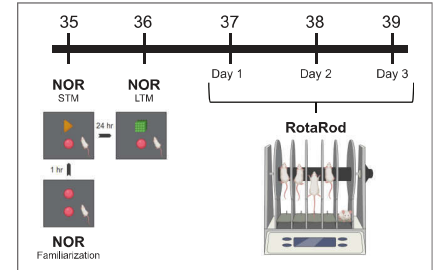 35 36 37 38 39
Day 1 Day 2 Day 3
NOR NOR
STM LTM
24 hr
1 hr
NOR
Familiarization
RotaRod